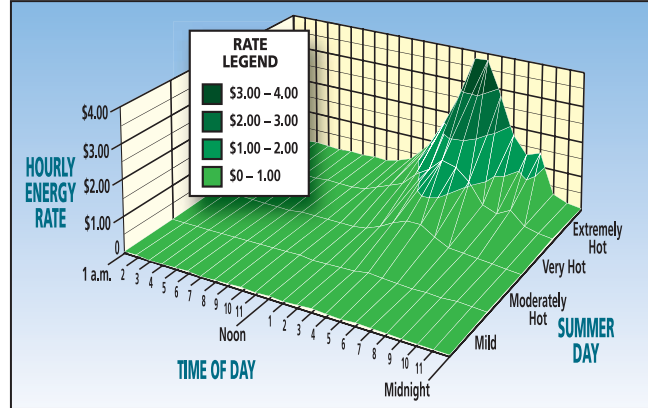 RATE
LEGEND
$3.00 – 4.00
$2.00 – 3.00
$1.00 – 2.00
$0 – 1.00
HOURLY
ENERGY
RATE
$4.00
$3.00
$2.00
$1.00
0
1 a.m.
2
3
4
5
6
7
8
9
10
11
Noon
1
2
3
4
5
6
7
8
9
10
11
Midnight
TIME OF DAY
Mild
Moderately
Hot
Very Hot
Extremely
Hot
SUMMER
DAY